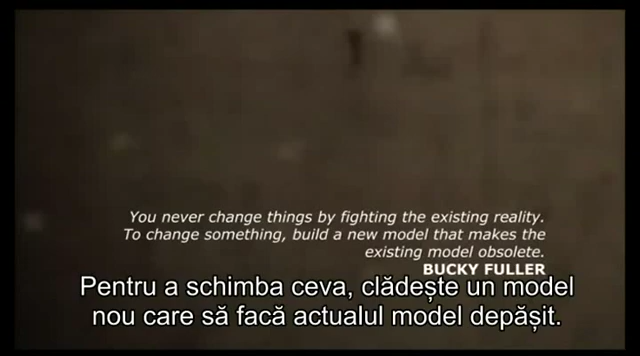 You never change things by fighting the existing reality.
To change something, build a new model that makes the
existing model obsolete.
BUCKY FULLER
Pentru a schimba ceva, clădește un model
nou care să facă actualul model depășit.